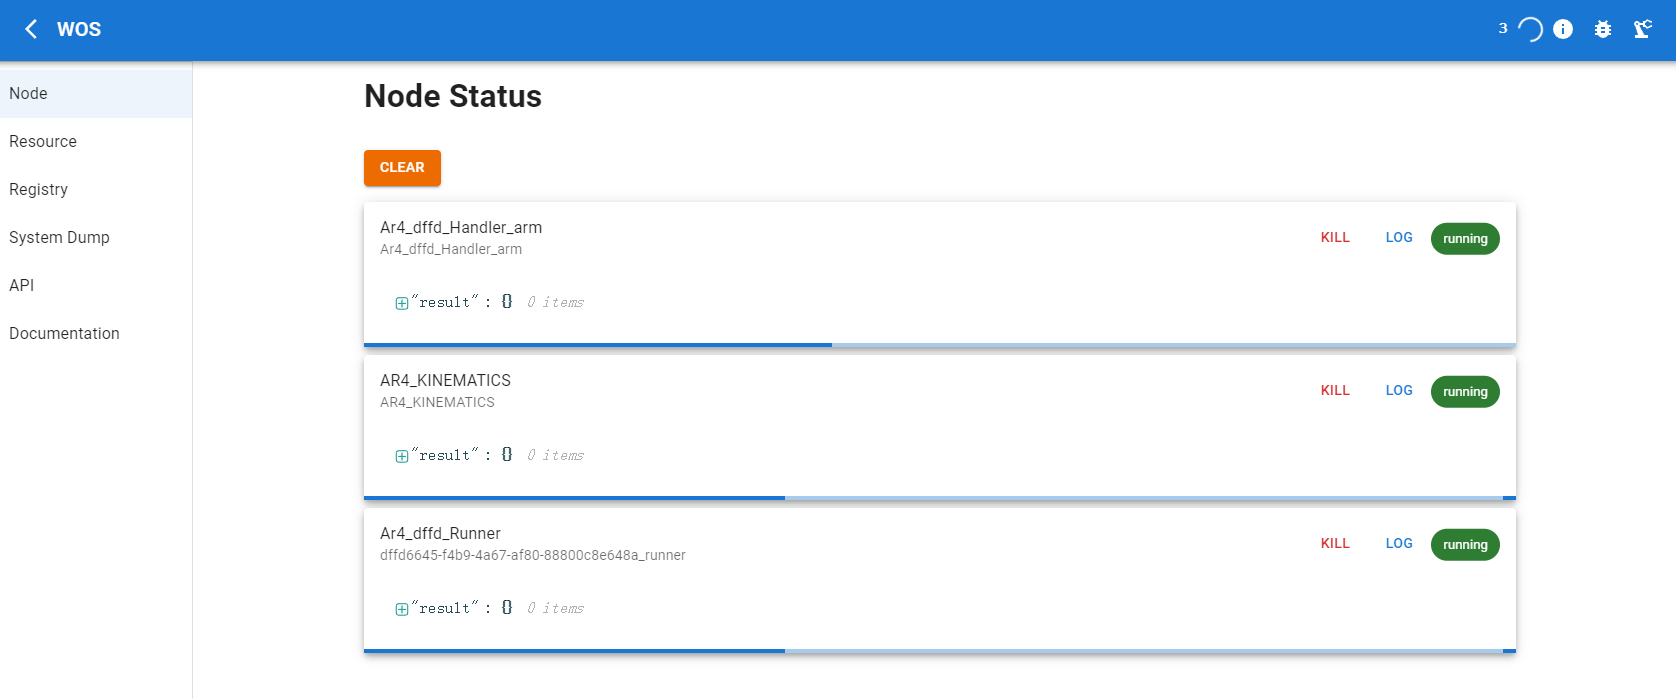 WOS
3
Node
Resource
Registry
System Dump
API
Documentation
Node Status
CLEAR
Ar4_dffd_Handler_arm
Ar4_dffd_Handler_arm
KILL LOG running
"result" : {} 0 items
AR4_KINEMATICS
AR4_KINEMATICS
KILL LOG running
"result" : {} 0 items
Ar4_dffd_Runner
dffd6645-f4b9-4a67-af80-88800c8e648a_runner
KILL LOG running
"result" : {} 0 items